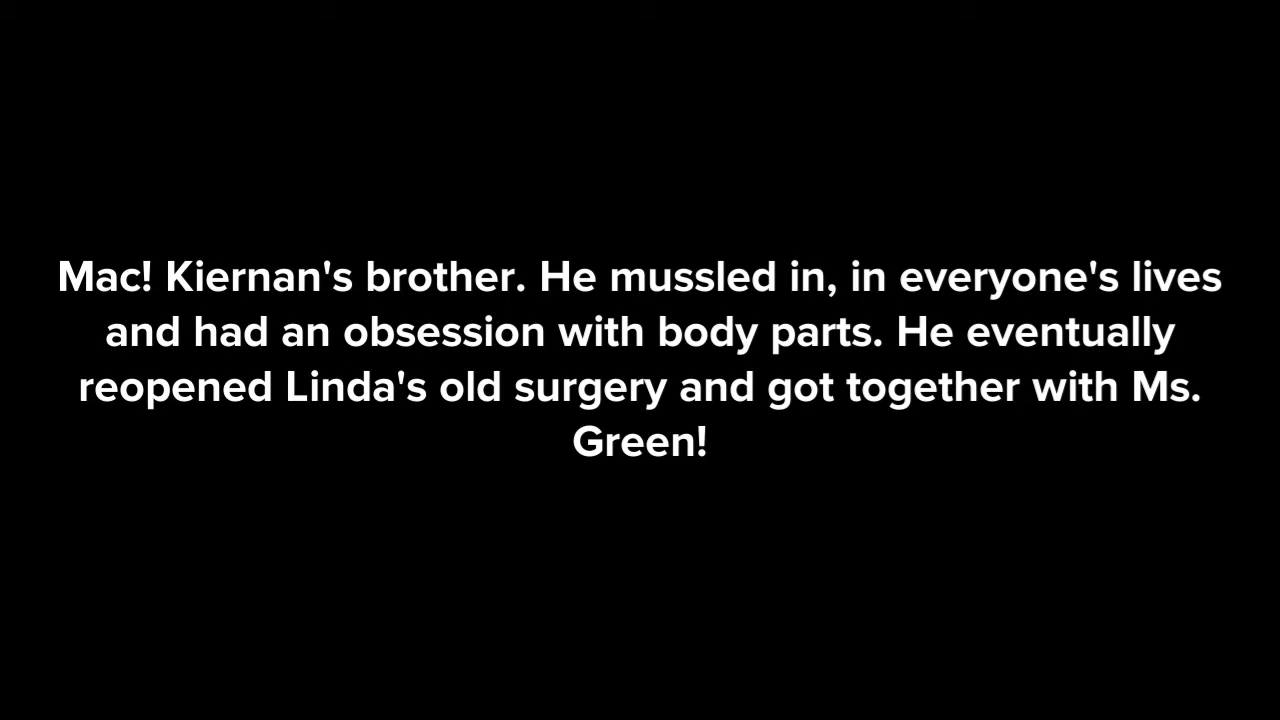 Mac! Kiernan's brother. He mussled in, in everyone's lives
and had an obsession with body parts. He eventually
reopened Linda's old surgery and got together with Ms.
Green!